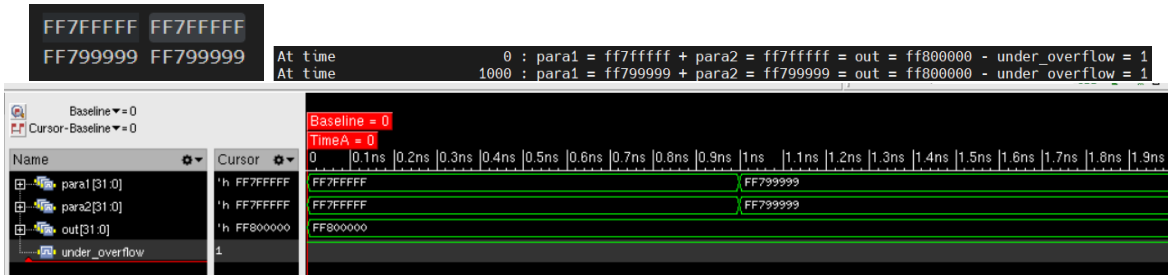 FF7FFFFF FF7FFFFF
FF799999 FF799999
At time 0 : para1 = ff7fffff + para2 = ff7fffff = out = ff800000 - under_overflow = 1
At time 1000 : para1 = ff799999 + para2 = ff799999 = out = ff800000 - under_overflow = 1
Baseline▼= 0
Cursor-Baseline▼= 0
Baseline = 0
TimeA = 0
Name Cursor 0 0.1ns 0.2ns 0.3ns 0.4ns 0.5ns 0.6ns 0.7ns 0.8ns 0.9ns 1ns 1.1ns 1.2ns 1.3ns 1.4ns 1.5ns 1.6ns 1.7ns 1.8ns 1.9ns
para1[31:0] 'h FF7FFFFF FF7FFFFF FF799999
para2[31:0] 'h FF7FFFFF FF7FFFFF FF799999
out[31:0] 'h FF800000 FF800000
under_overflow 1